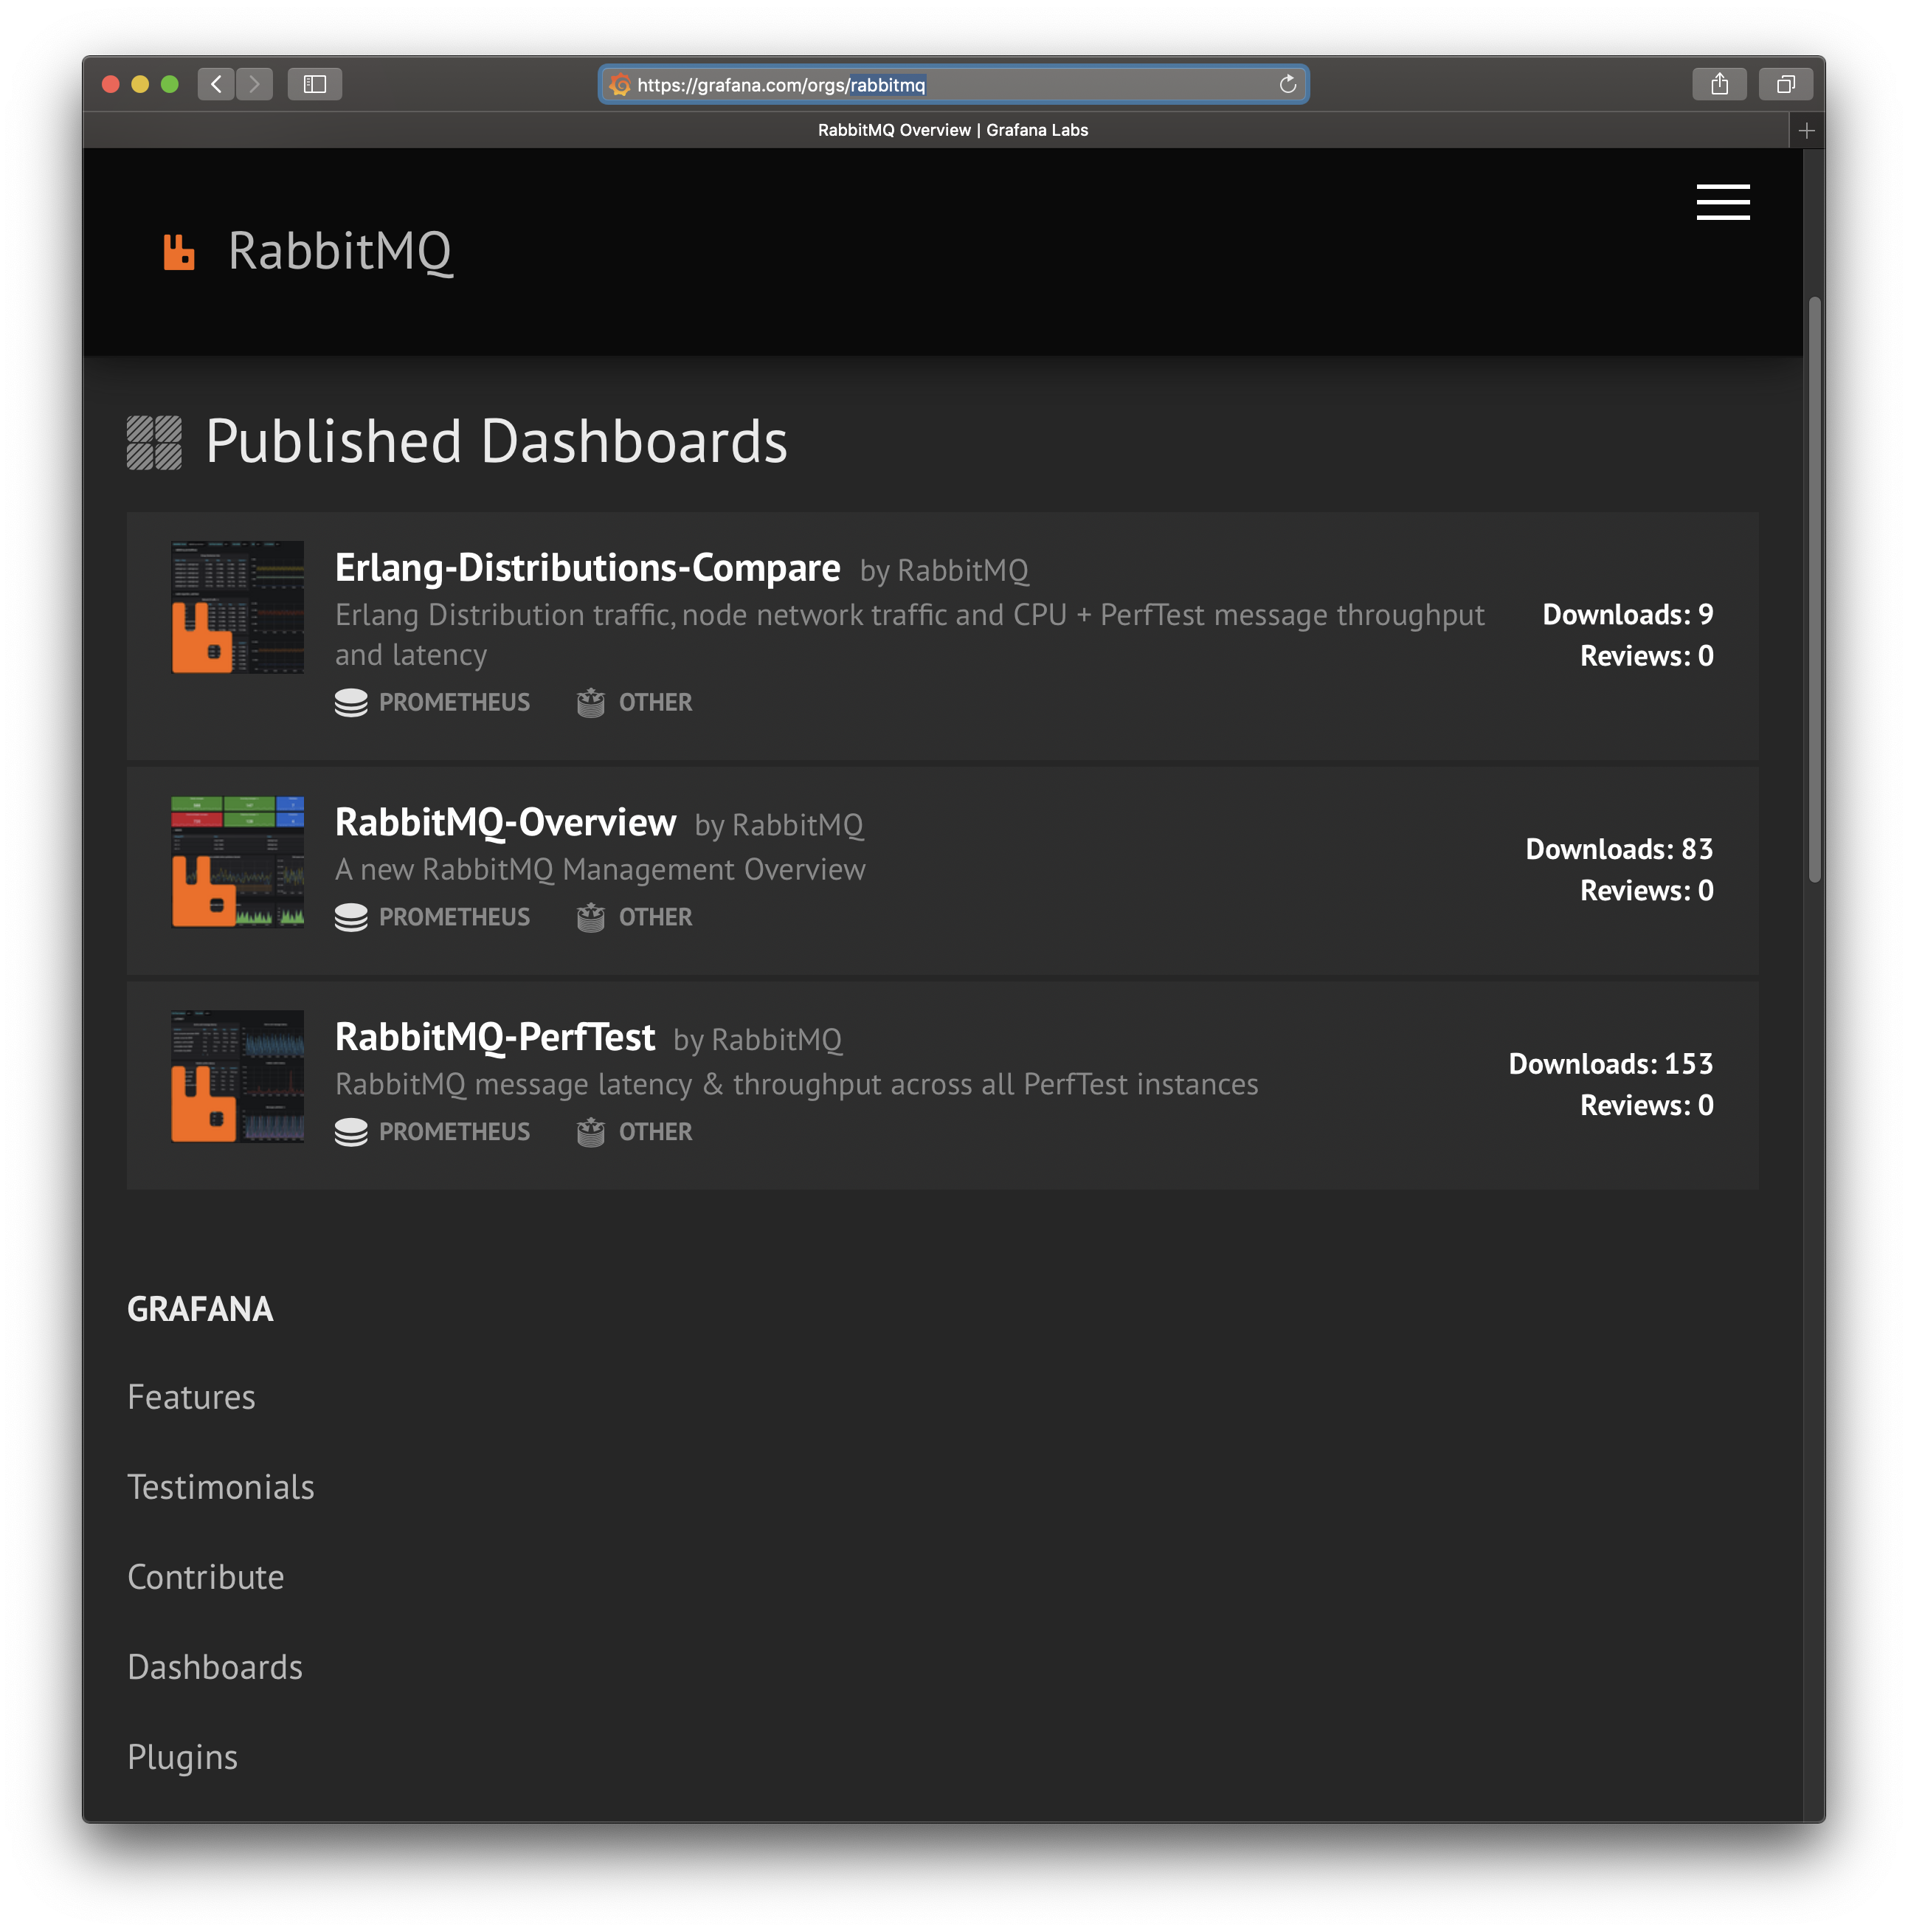 https://grafana.com/orgs/rabbitmq
RabbitMQ Overview | Grafana Labs
RabbitMQ
Published Dashboards
Erlang-Distributions-Compare by RabbitMQ
Erlang Distribution traffic, node network traffic and CPU + PerfTest message throughput
and latency
PROMETHEUS OTHER
Downloads: 9
Reviews: 0
RabbitMQ-Overview by RabbitMQ
A new RabbitMQ Management Overview
PROMETHEUS OTHER
Downloads: 83
Reviews: 0
RabbitMQ-PerfTest by RabbitMQ
RabbitMQ message latency & throughput across all PerfTest instances
PROMETHEUS OTHER
Downloads: 153
Reviews: 0
GRAFANA
Features
Testimonials
Contribute
Dashboards
Plugins